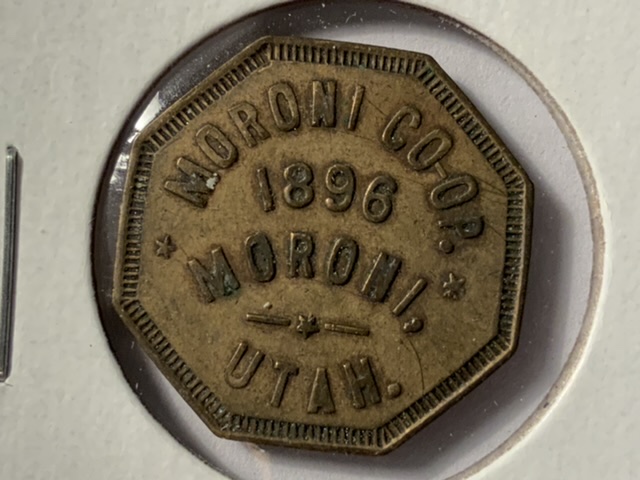 MORONI CO-OP.
1896
MORONI,
UTAH.